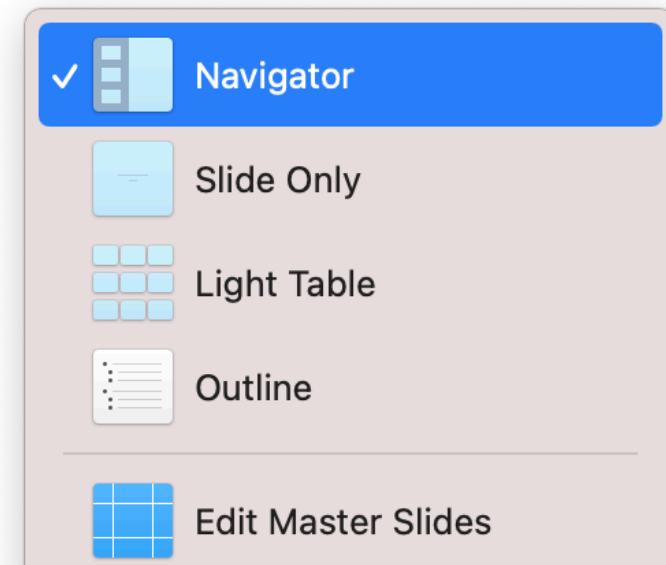 Navigator
Slide Only
Light Table
Outline
Edit Master Slides